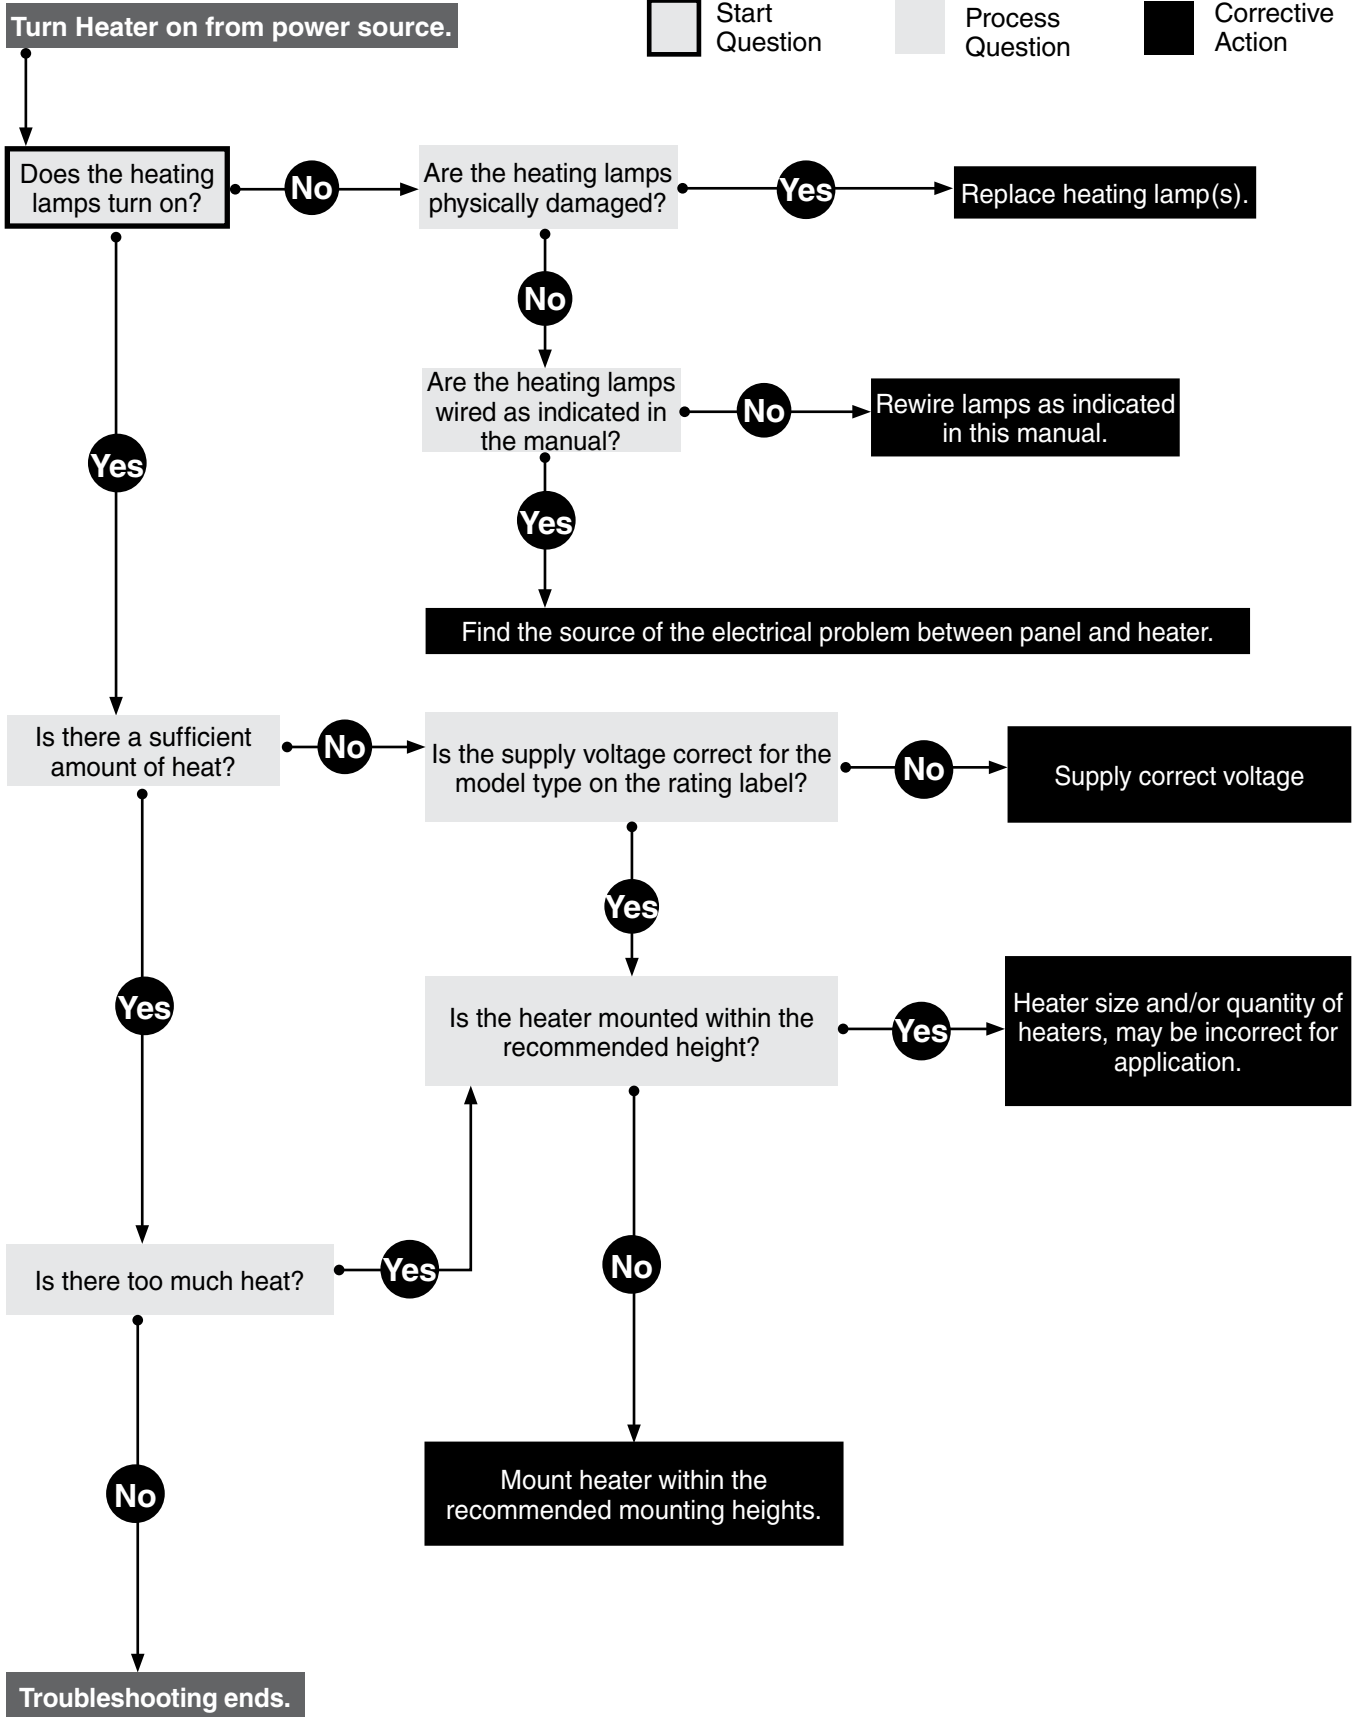 Turn Heater on from power source.
Start
Question
Process
Question
Corrective
Action
Does the heating
lamps turn on?
No
Are the heating lamps
physically damaged?
Yes
Replace heating lamp(s).
No
Are the heating lamps
wired as indicated in
the manual?
No
Rewire lamps as indicated
in this manual.
Yes
Yes
Find the source of the electrical problem between panel and heater.
Is there a sufficient
amount of heat?
No
Is the supply voltage correct for the
model type on the rating label?
No
Supply correct voltage
Yes
Yes
Is the heater mounted within the
recommended height?
Yes
Heater size and/or quantity of
heaters, may be incorrect for
application.
Is there too much heat?
Yes
No
No
Mount heater within the
recommended mounting heights.
Troubleshooting ends.